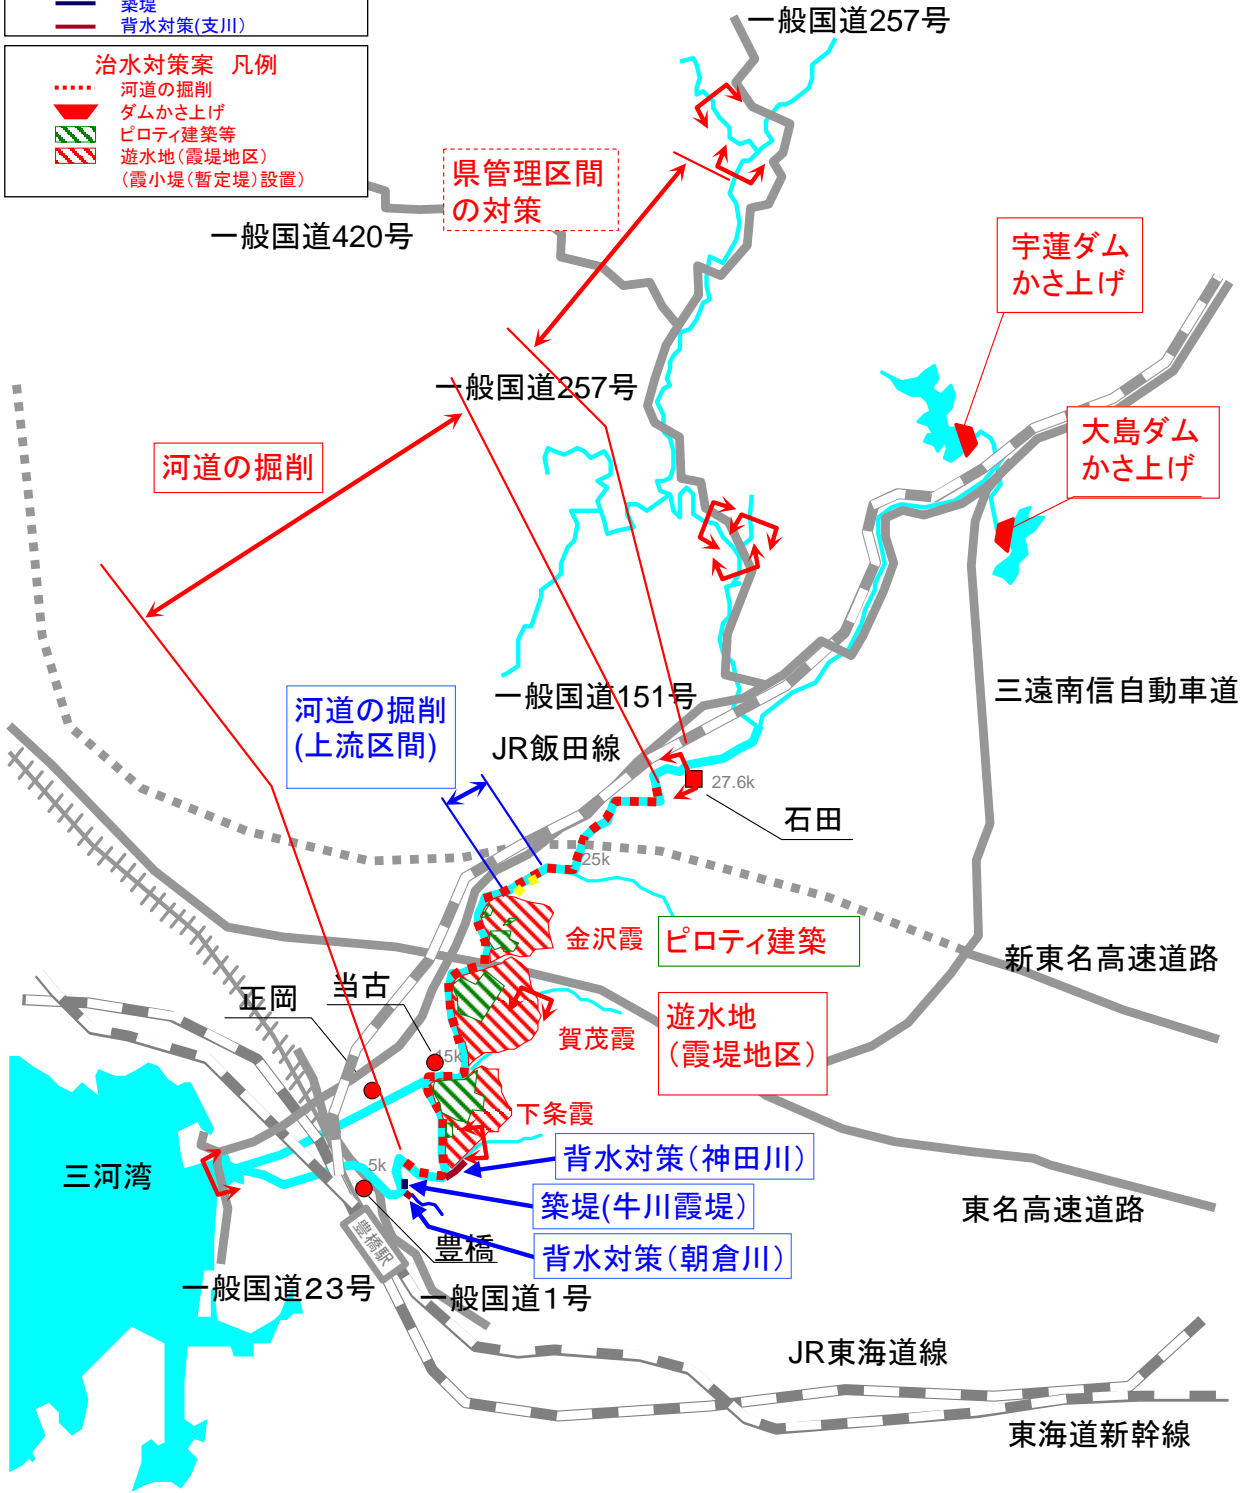 築堤
背水対策(支川)
治水対策案 凡例
河道の掘削
ダムかさ上げ
ピロティ建築等
遊水地(霞堤地区)
(霞小堤(暫定堤)設置)
一般国道257号
県管理区間
の対策
一般国道420号
宇蓮ダム
かさ上げ
一般国道257号
大島ダム
かさ上げ
河道の掘削
一般国道151号
三遠南信自動車道
河道の掘削
(上流区間)
JR飯田線
27.6k
石田
25k
金沢霞
ピロティ建築
新東名高速道路
正岡
当古
賀茂霞
遊水地
(霞堤地区)
15k
下条霞
背水対策(神田川)
三河湾
5k
築堤(牛川霞堤)
東名高速道路
豊橋
豊橋駅
背水対策(朝倉川)
一般国道23号
一般国道1号
JR東海道線
東海道新幹線